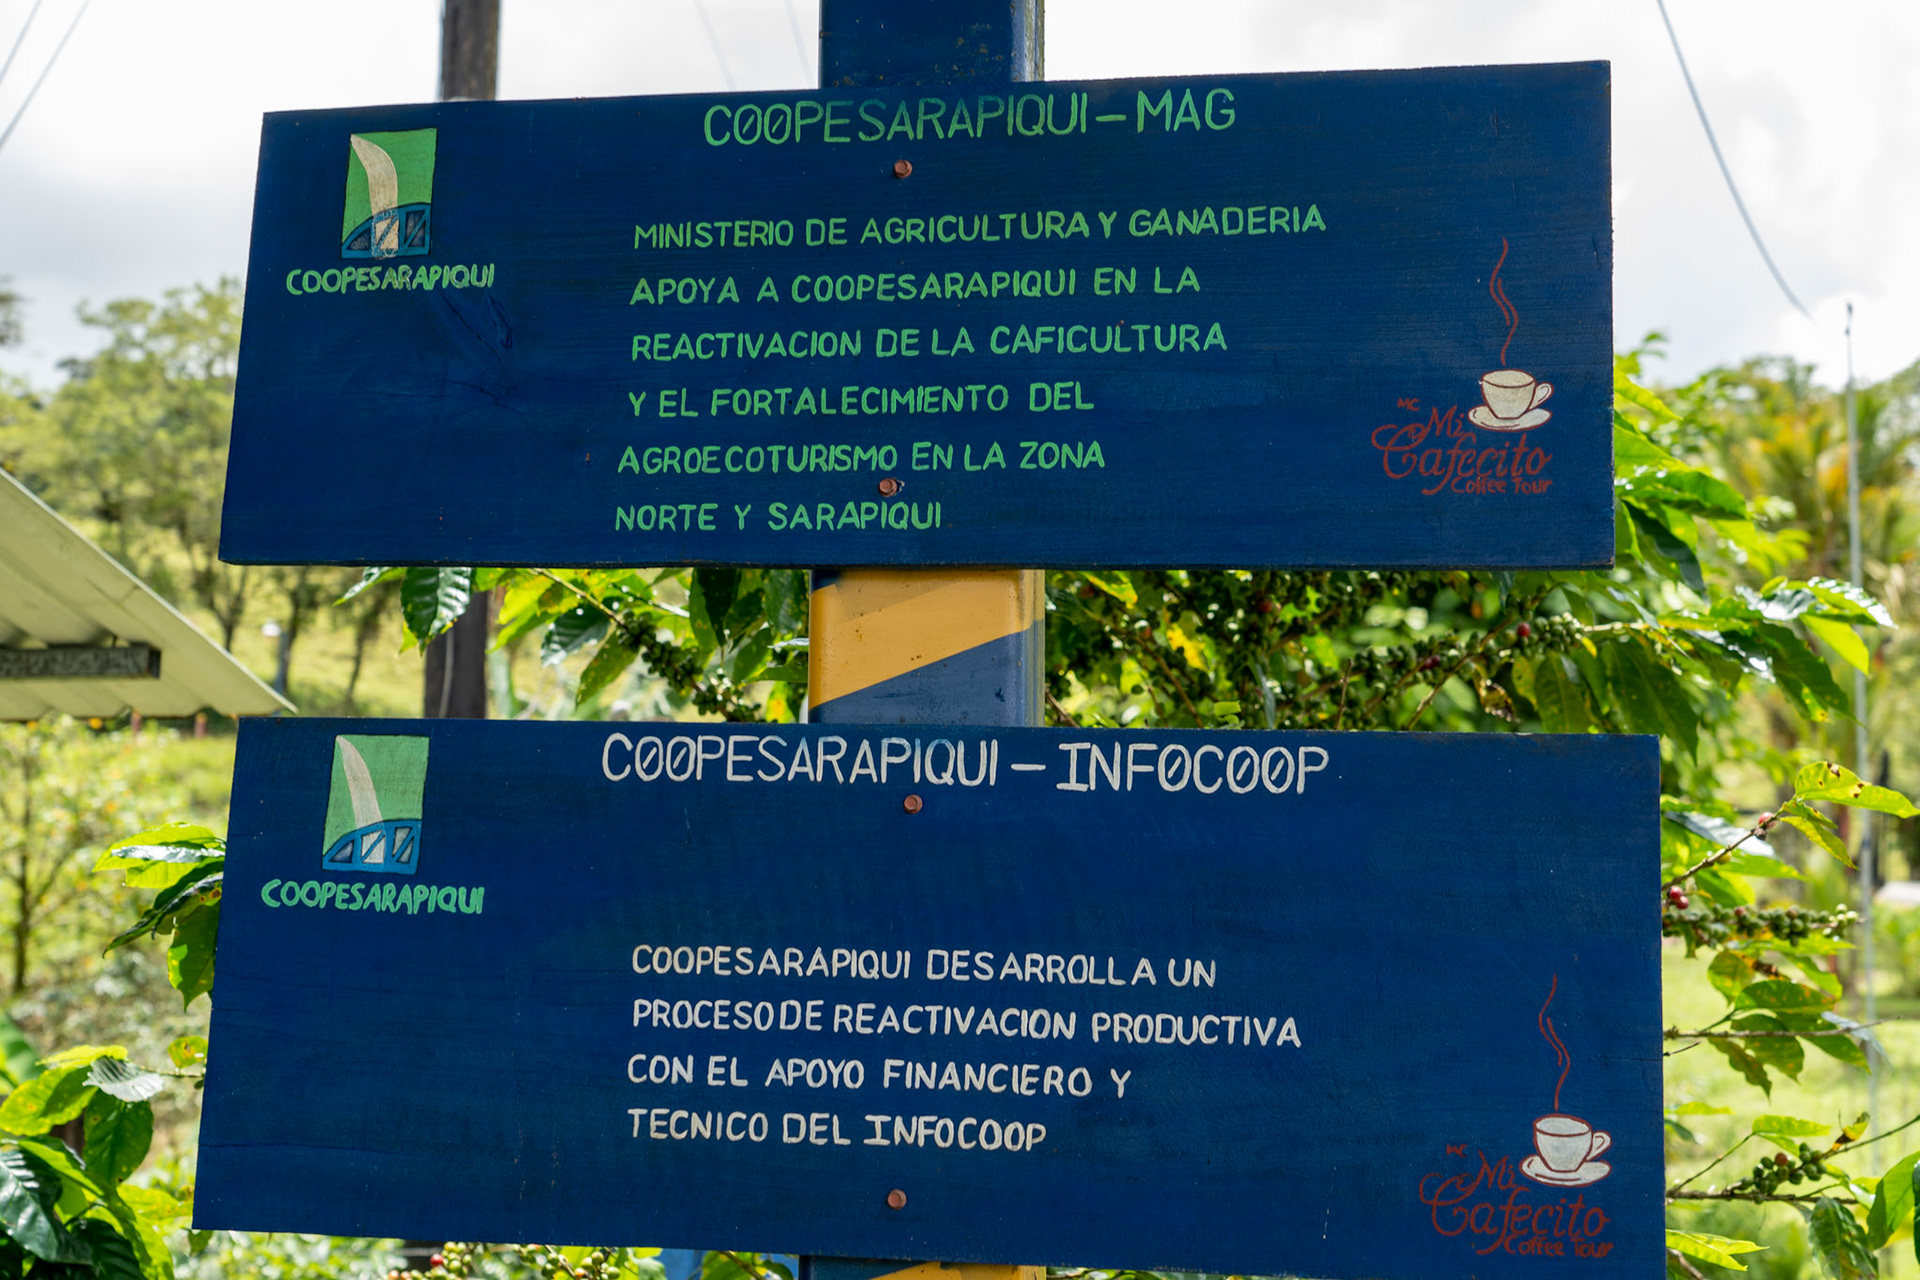 COOPESARAPIQUI-MAG
COOPESARAPIQUI
MINISTERIO DE AGRICULTURA Y GANADERIA
APOYA A COOPESARAPIQUI EN LA
REACTIVACION DE LA CAFICULTURA
Y EL FORTALECIMIENTO DEL
AGROECOTURISMO EN LA ZONA
NORTE Y SARAPIQUI
MC
Mi
Cafecito
Coffee Tour
COOPESARAPIQUI-INFOCOOP
COOPESARAPIQUI
COOPESARAPIQUI DESARROLLA UN
PROCESO DE REACTIVACION PRODUCTIVA
CON EL APOYO FINANCIERO Y
TECNICO DEL INFOCOOP
MC
Mi
Cafecito
Coffee Tour